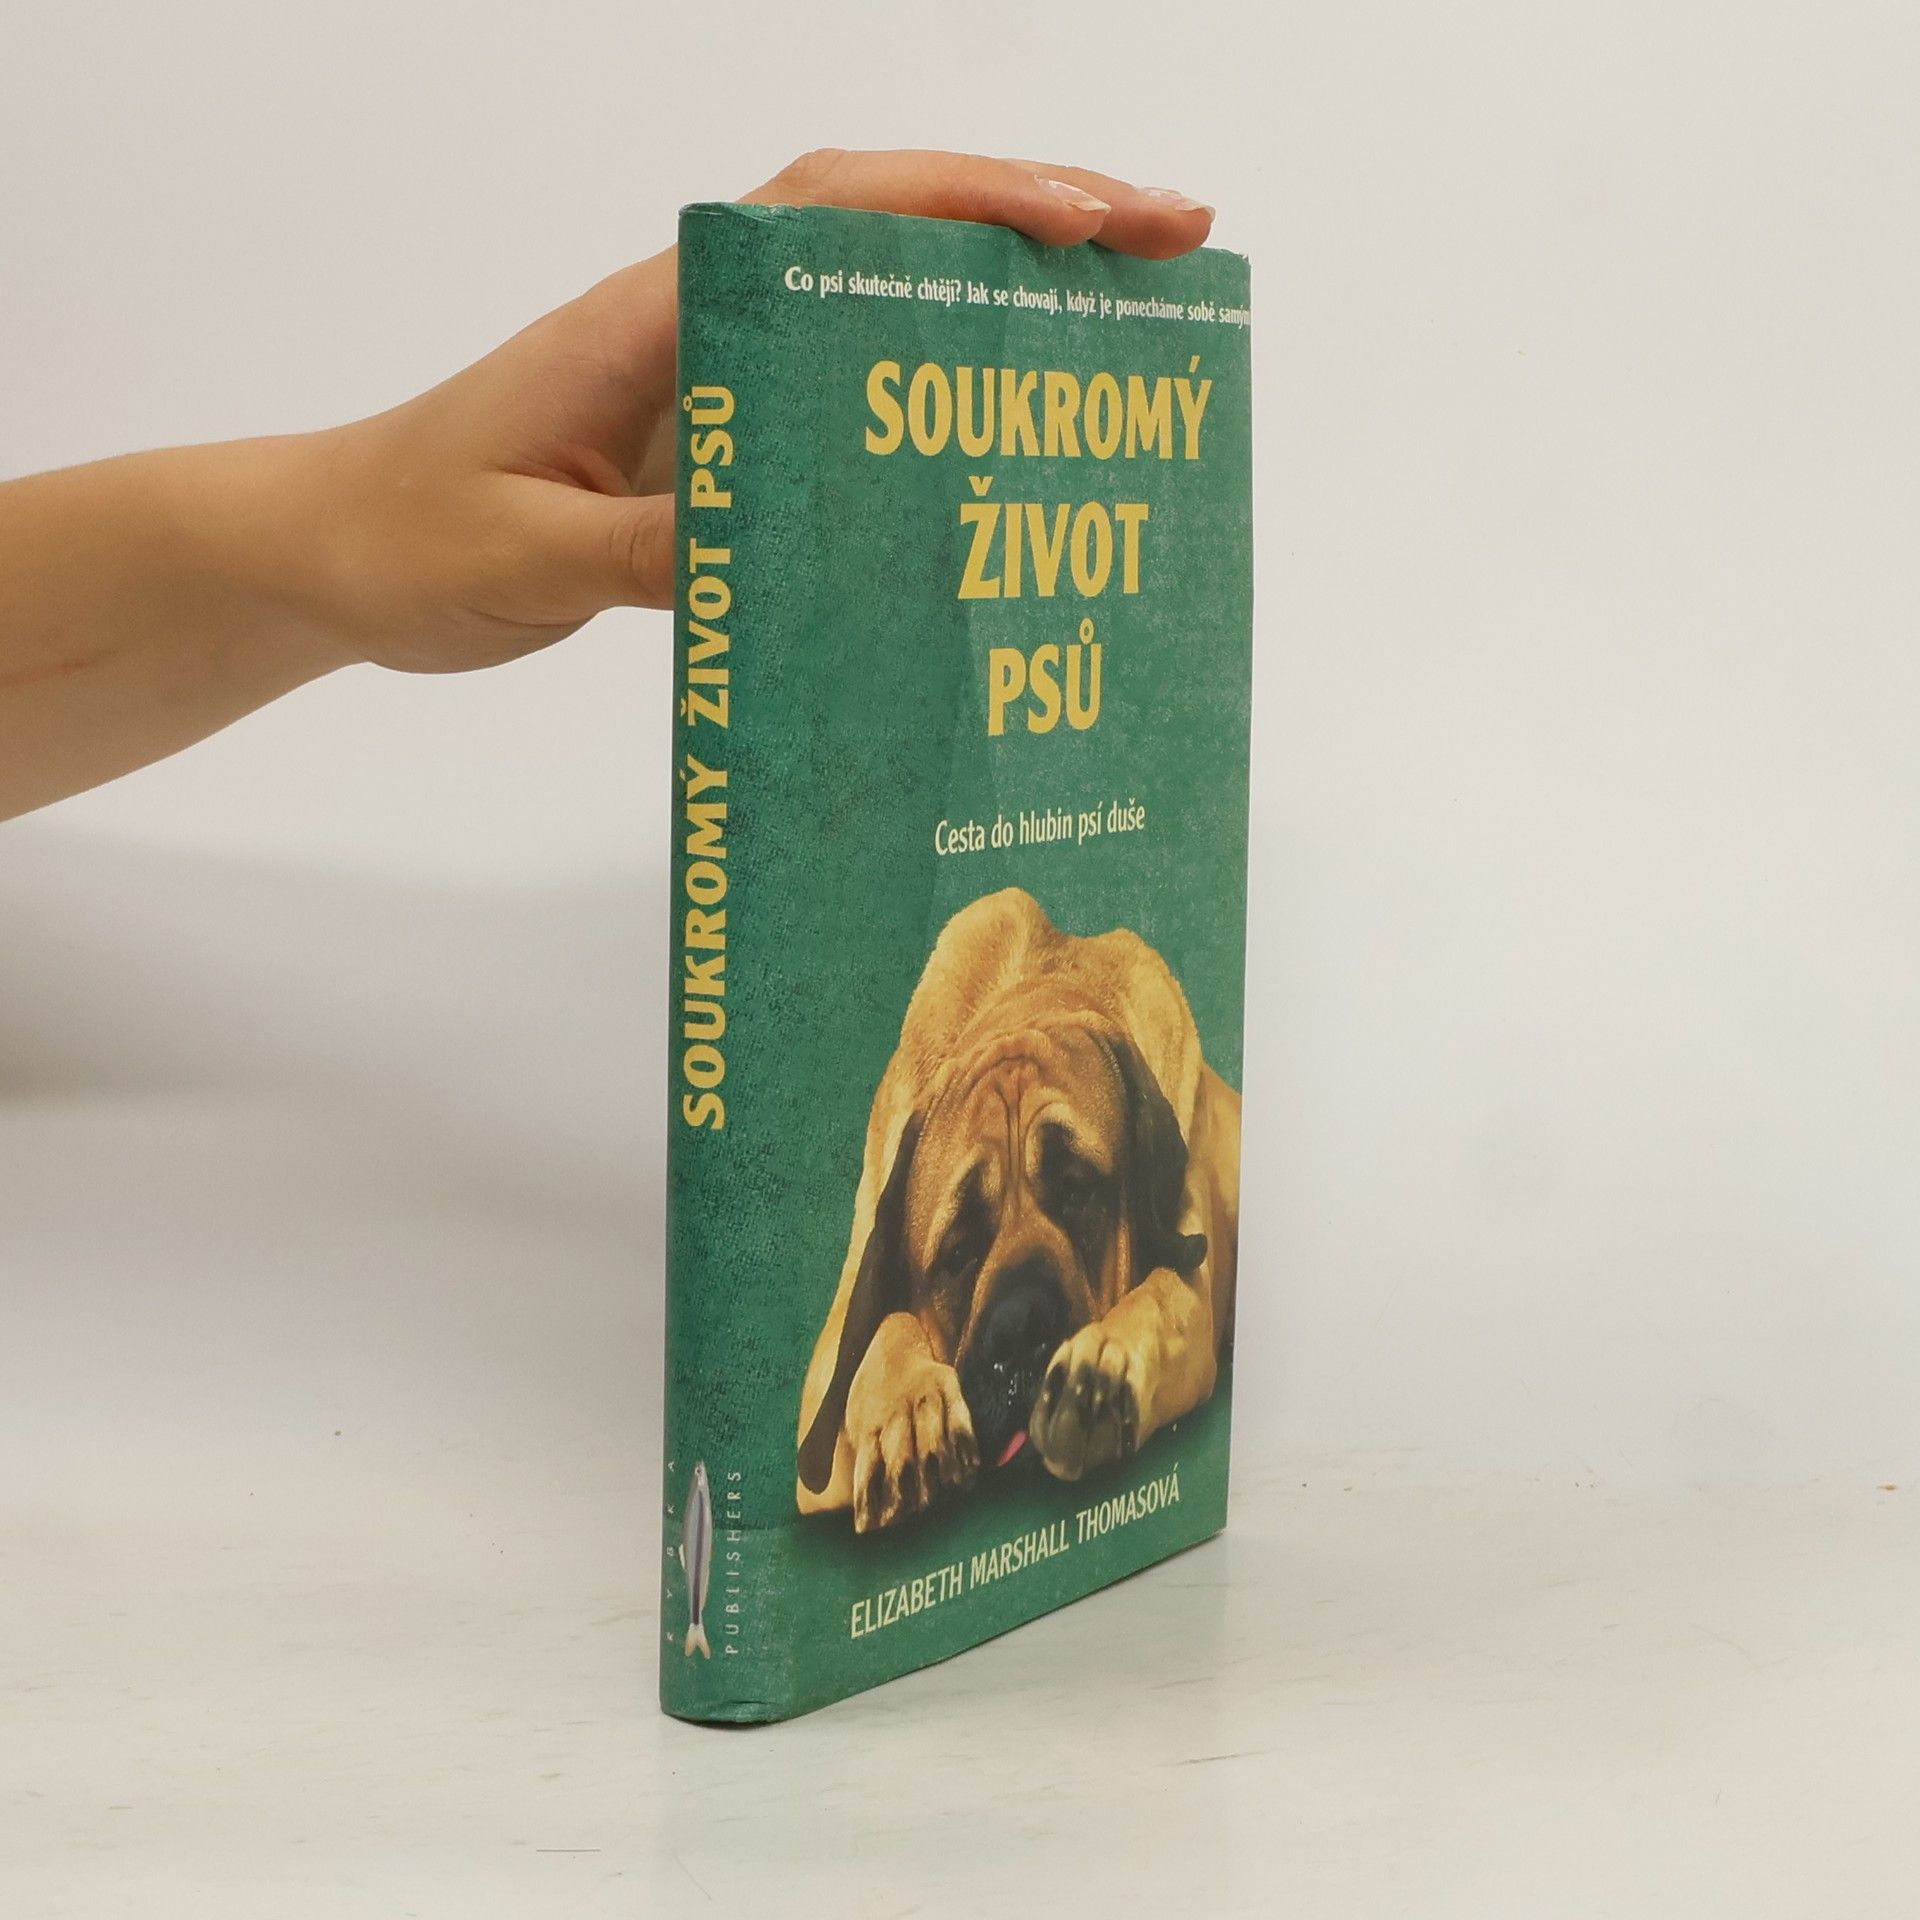 Co psi skutečně chtějí? Jak se chovají, když je ponecháme sobě samým
SOUKROMÝ
ŽIVOT
PSŮ
Cesta do hlubin psí duše
ELIZABETH MARSHALL THOMASOVÁ
SOUKROMÝ ŽIVOT PSŮ
RYBKA
PUBLISHERS